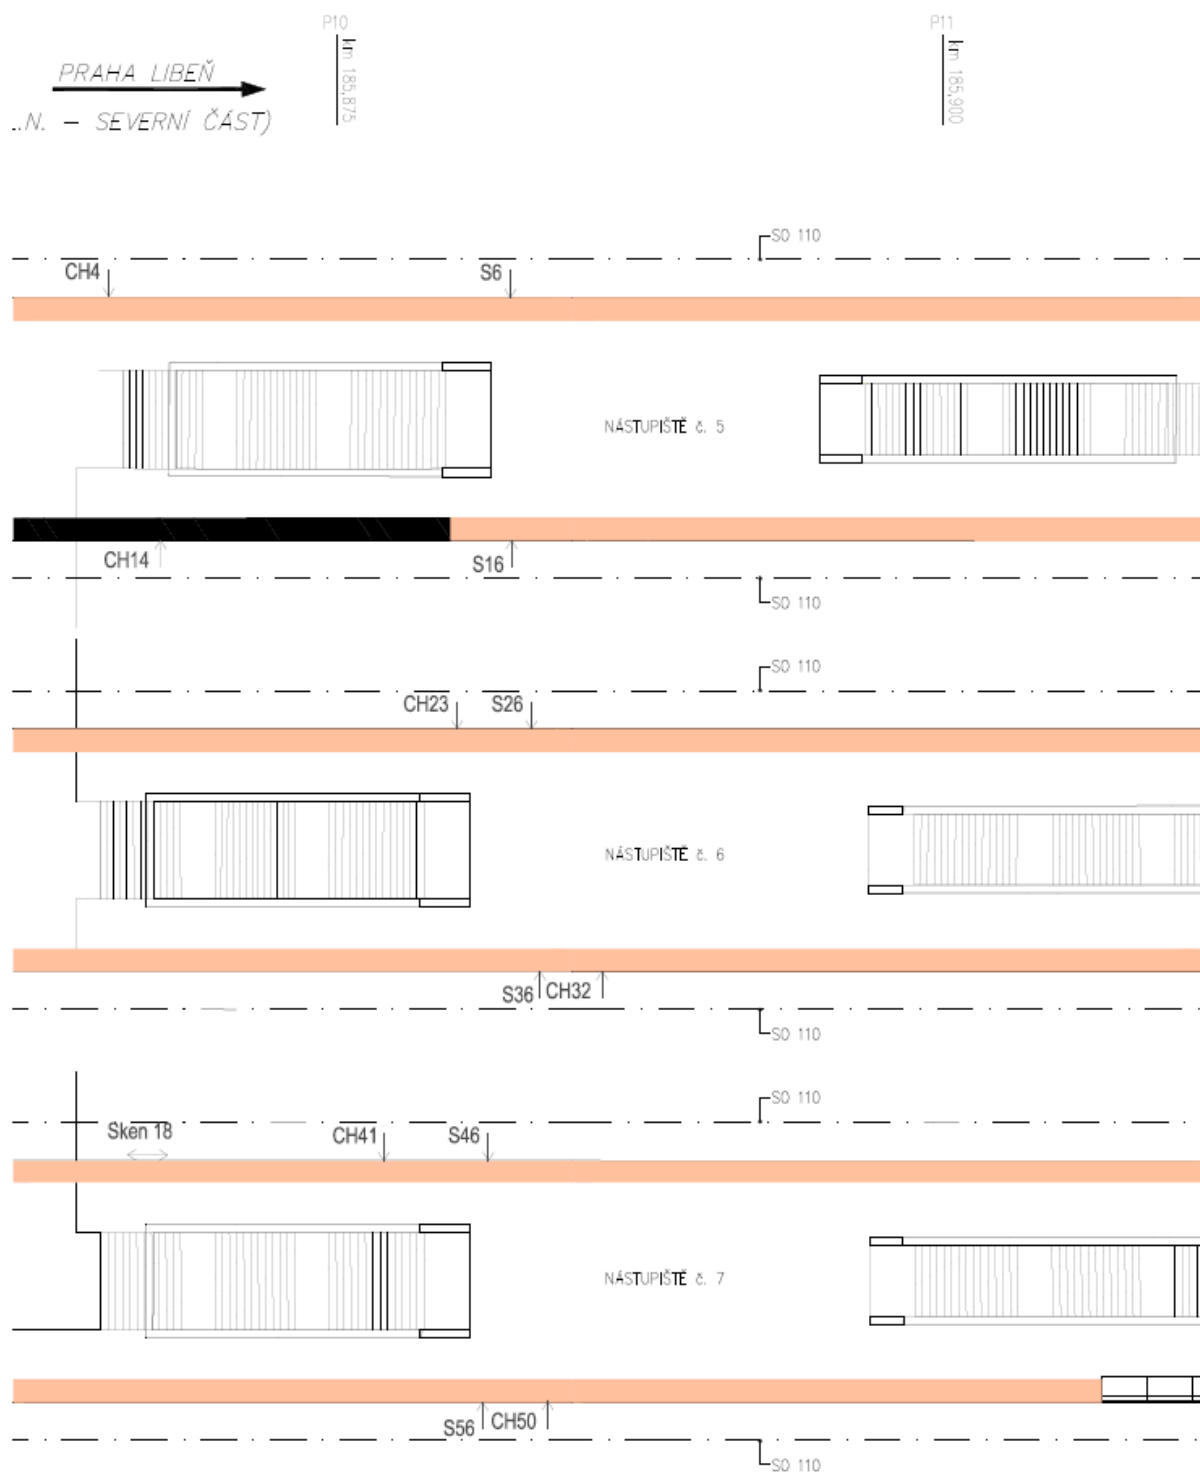 P10
km 185,875
P11
km 185,900
PRAHA LIBEŇ
..N. – SEVERNÍ ČÁST)
SO 110
CH4
S6
NÁSTUPIŠTĚ č. 5
CH14
S16
SO 110
SO 110
CH23
S26
NÁSTUPIŠTĚ č. 6
S36
CH32
SO 110
SO 110
Sken 18
CH41
S46
NÁSTUPIŠTĚ č. 7
S56
CH50
SO 110